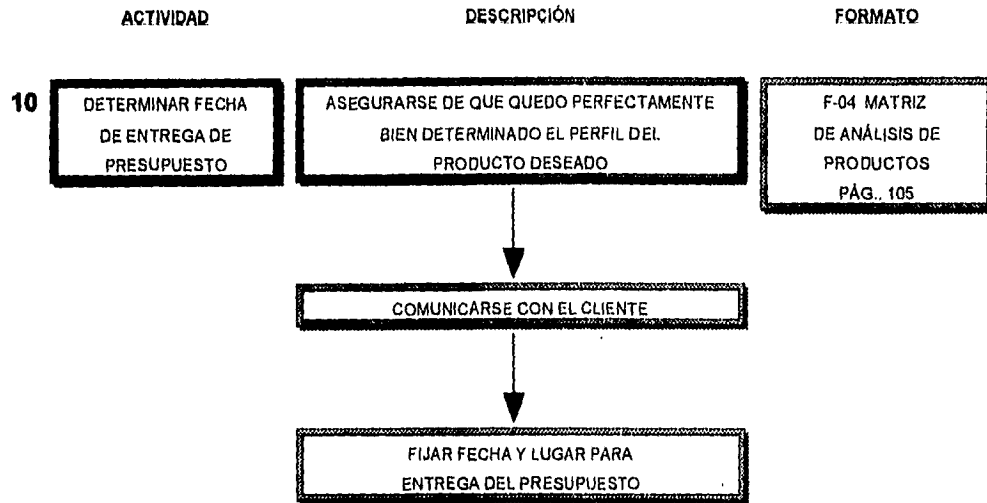 ACTIVIDAD
DESCRIPCIÓN
FORMATO
10
DETERMINAR FECHA
DE ENTREGA DE
PRESUPUESTO
ASEGURARSE DE QUE QUEDO PERFECTAMENTE
BIEN DETERMINADO EL PERFIL DEL
PRODUCTO DESEADO
F-04 MATRIZ
DE ANÁLISIS DE
PRODUCTOS
PÁG.. 105
COMUNICARSE CON EL CLIENTE
FIJAR FECHA Y LUGAR PARA
ENTREGA DEL PRESUPUESTO